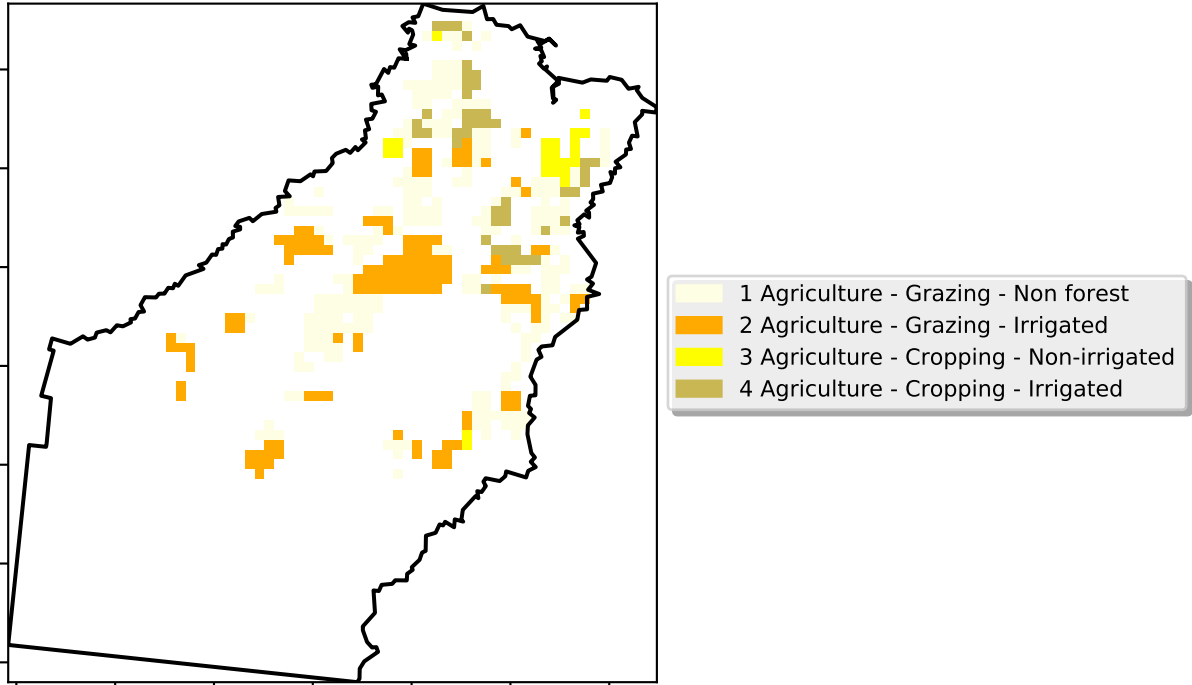 1 Agriculture - Grazing - Non forest
2 Agriculture - Grazing - Irrigated
3 Agriculture - Cropping - Non-irrigated
4 Agriculture - Cropping - Irrigated